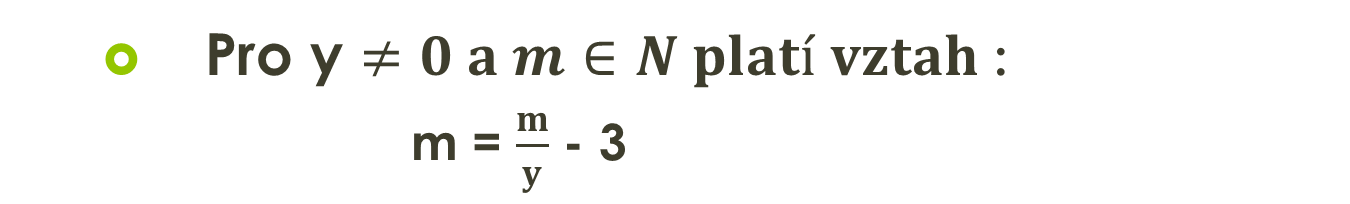 Pro y ≠ 0 a m ∈ N platí vztah :
m = m/y - 3